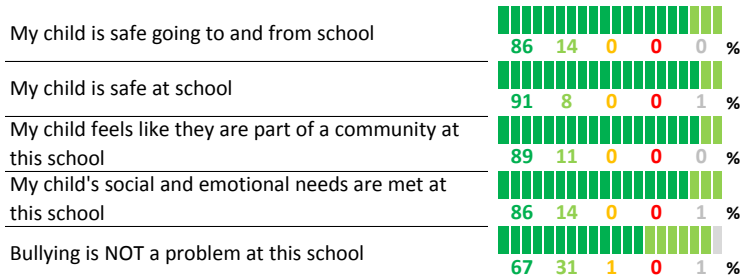 My child is safe going to and from school
86 14 0 0 0 %
My child is safe at school
91 8 0 0 1 %
My child feels like they are part of a community at
this school
89 11 0 0 0 %
My child's social and emotional needs are met at
this school
86 14 0 0 1 %
Bullying is NOT a problem at this school
67 31 1 0 1 %